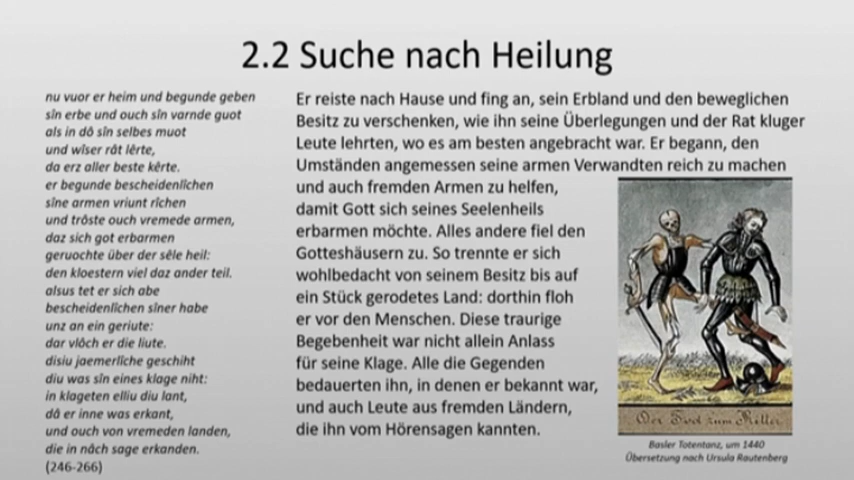 2.2 Suche nach Heilung
nu vuor er heim und begunde geben
sîn erbe und ouch sîn varnde guot
als in dô sîn selbes muot
und wîser rât lêrte,
da erz aller beste kêrte.
er begunde bescheidenlîchen
sîne armen vriunt rîchen
und trôste ouch vremede armen,
daz sich got erbarmen
geruochte über der sêle heil:
den kloestern viel daz ander teil.
alsus tet er sich abe
bescheidenlîchen sîner habe
unz an ein geriute:
dar vlôch er die liute.
disiu jaemerlîche geschiht
diu was sîn eines klage niht:
in klageten elliu diu lant,
dâ er inne was erkant,
und ouch von vremeden landen,
die in nâch sage erkanden.
(246-266)
Er reiste nach Hause und fing an, sein Erbland und den beweglichen
Besitz zu verschenken, wie ihn seine Überlegungen und der Rat kluger
Leute lehrten, wo es am besten angebracht war. Er begann, den
Umständen angemessen seine armen Verwandten reich zu machen
und auch fremden Armen zu helfen,
damit Gott sich seines Seelenheils
erbarmen möchte. Alles andere fiel den
Gotteshäusern zu. So trennte er sich
wohlbedacht von seinem Besitz bis auf
ein Stück gerodetes Land: dorthin floh
er vor den Menschen. Diese traurige
Begebenheit war nicht allein Anlass
für seine Klage. Alle die Gegenden
bedauerten ihn, in denen er bekannt war,
und auch Leute aus fremden Ländern,
die ihn vom Hörensagen kannten.
Der Tod zum Ritter
Basler Totentanz, um 1440
Übersetzung nach Ursula Rautenberg